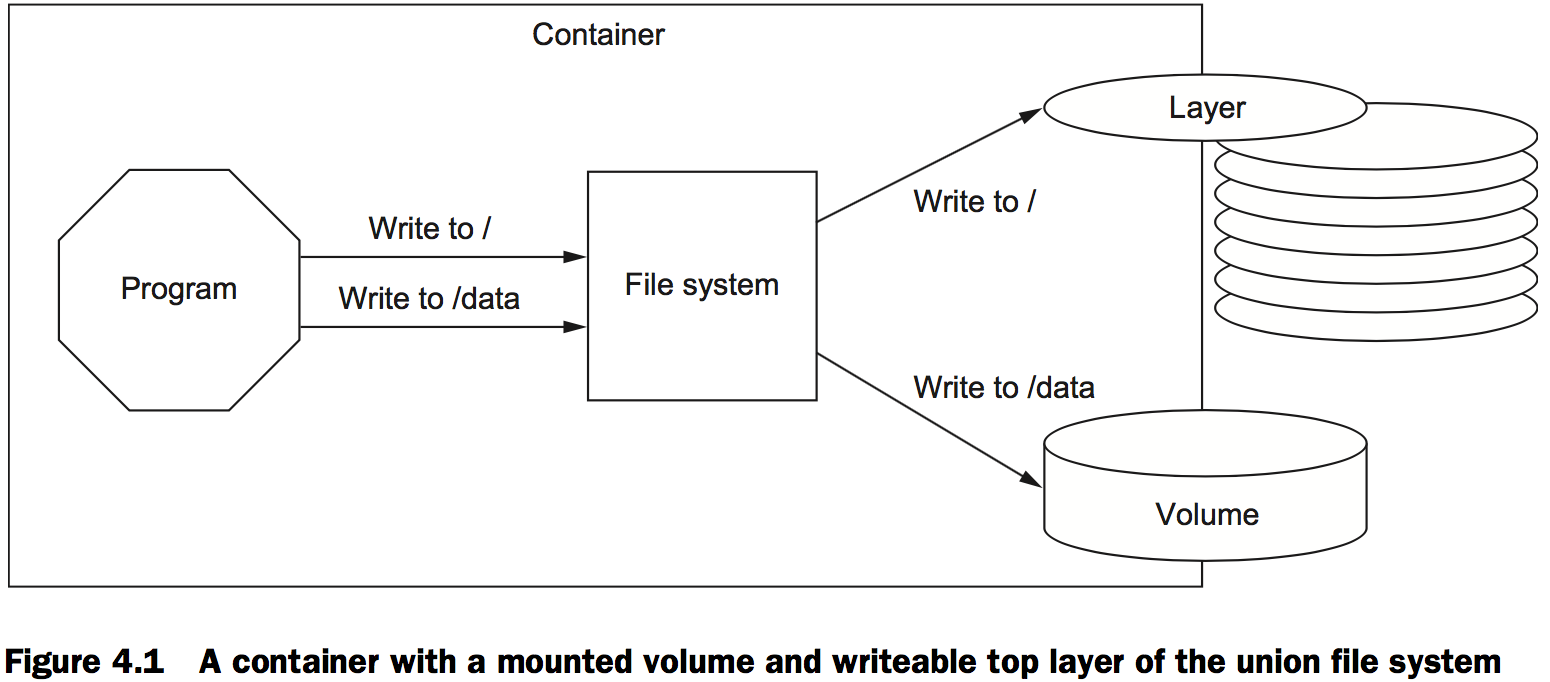 Container
Layer
Write to /
Write to /
Program
File system
Write to /data
Write to /data
Volume
Figure 4.1 A container with a mounted volume and writeable top layer of the union file system